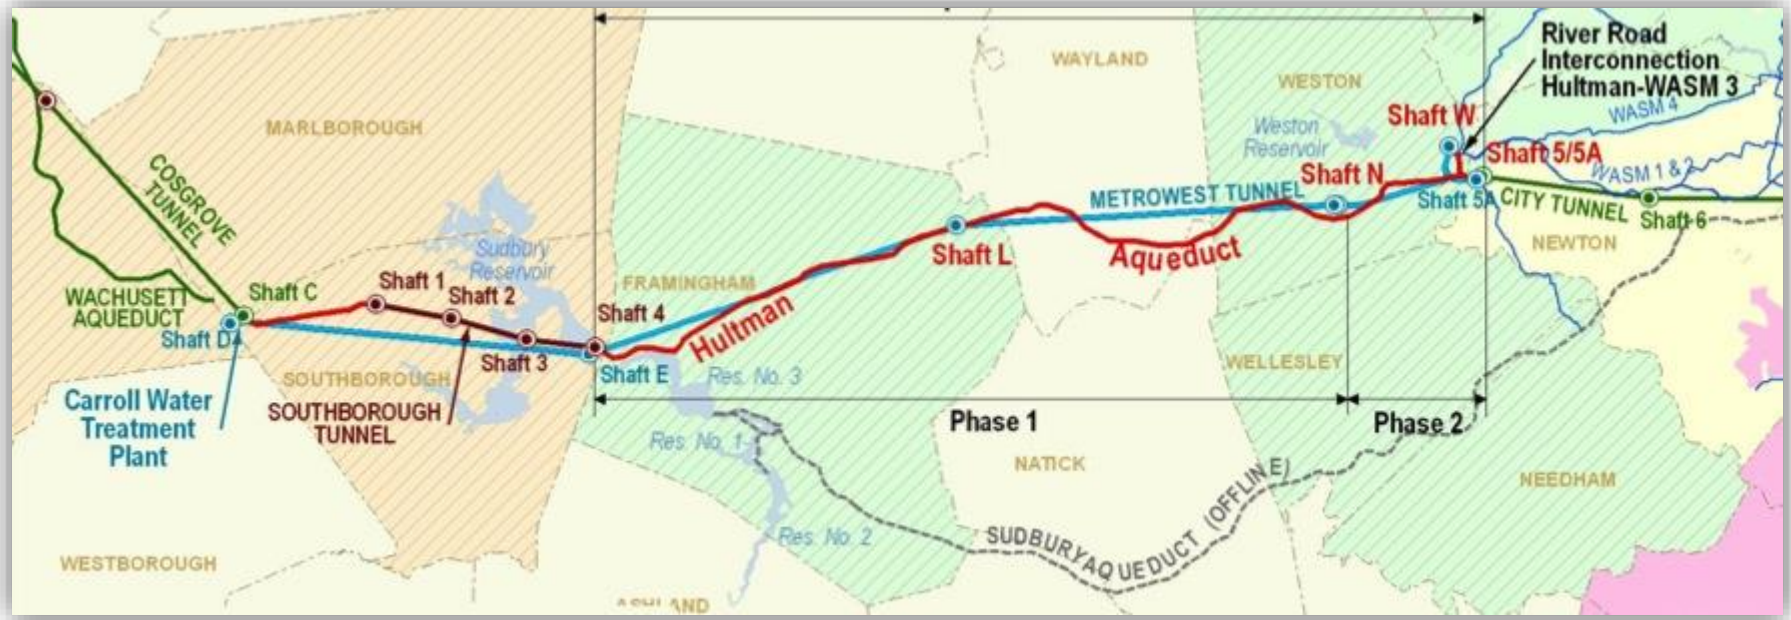 River Road
Interconnection
Hultman-WASM 3
WAYLAND
WESTON
MARLBOROUGH
WASM 4
Shaft W
Weston
Reservoir
COSGROVE
TUNNEL
Shaft 5/5A
WASM 1 & 2
Shaft N
METROWEST TUNNEL
Shaft 5A
CITY TUNNEL
Shaft 6
NEWTON
Sudbury
Reservoir
Shaft L
Aqueduct
WACHUSETT
AQUEDUCT
Shaft C
Shaft 1
Shaft 2
FRAMINGHAM
Shaft 4
Hultman
Shaft D
Shaft 3
Shaft E
SOUTHBOROUGH
Res. No. 3
WELLESLEY
Carroll Water
Treatment
Plant
SOUTHBOROUGH
TUNNEL
Phase 1
Phase 2
Res. No. 1
NATICK
NEEDHAM
SUDBURY AQUEDUCT (OFFLINE)
Res. No. 2
WESTBOROUGH
ASHLAND